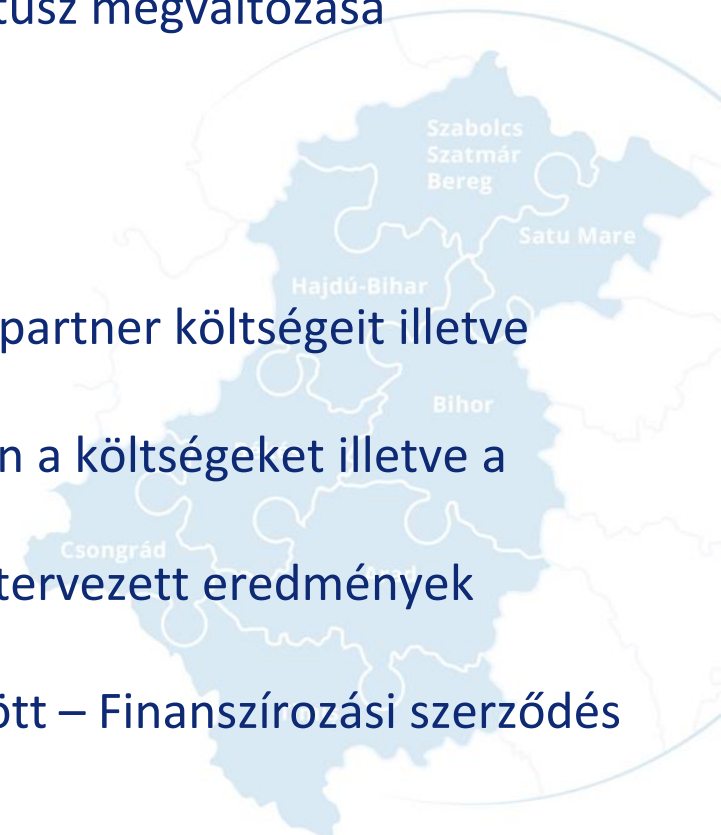 tusz megváltozása
Szabolcs
Szatmár
Bereg
Satu Mare
Hajdú-Bihar
partner költségeit illetve
Bihor
n a költségeket illetve a
Csongrád
Arad
tervezett eredmények
ött – Finanszírozási szerződés